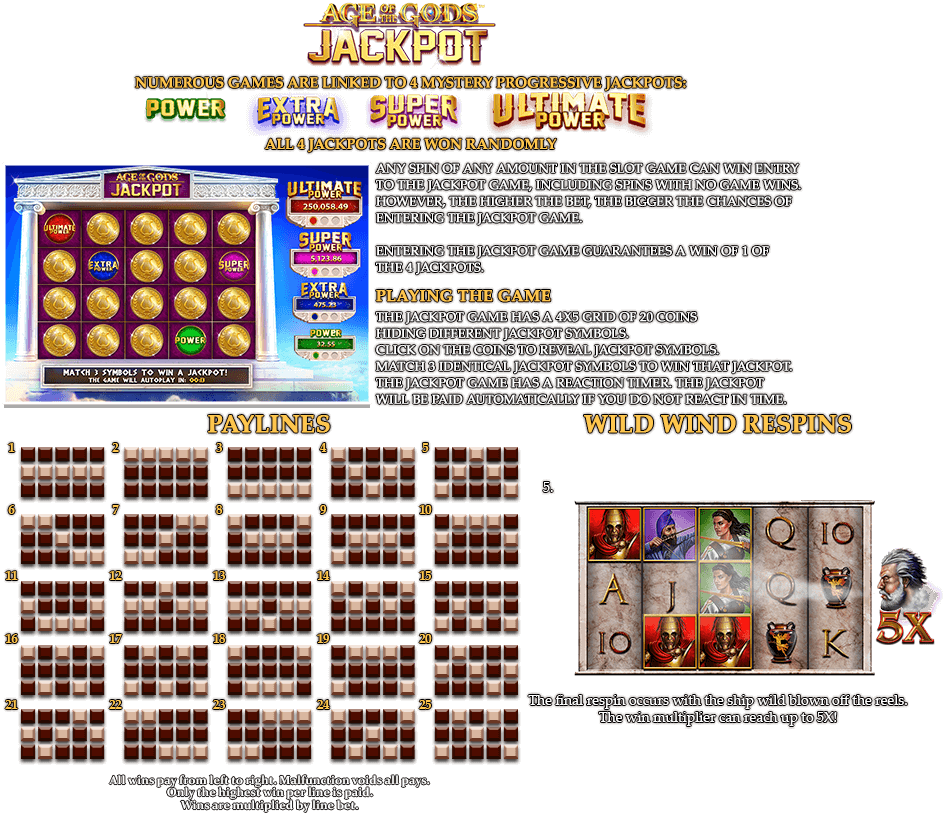 AGE OF THE GODS™
JACKPOT
NUMEROUS GAMES ARE LINKED TO 4 MYSTERY PROGRESSIVE JACKPOTS:
POWER
EXTRA
POWER
SUPER
POWER
ULTIMATE
POWER
ALL 4 JACKPOTS ARE WON RANDOMLY
AGE OF THE GODS
JACKPOT
ULTIMATE
POWER
250,058.49
SUPER
POWER
5,123.86
EXTRA
POWER
475.23
POWER
32.55
ULTIMATE
POWER
EXTRA
POWER
SUPER
POWER
POWER
MATCH 3 SYMBOLS TO WIN A JACKPOT!
THE GAME WILL AUTOPLAY IN: 00:13
ANY SPIN OF ANY AMOUNT IN THE SLOT GAME CAN WIN ENTRY
TO THE JACKPOT GAME, INCLUDING SPINS WITH NO GAME WINS.
HOWEVER, THE HIGHER THE BET, THE BIGGER THE CHANCES OF
ENTERING THE JACKPOT GAME.
ENTERING THE JACKPOT GAME GUARANTEES A WIN OF 1 OF
THE 4 JACKPOTS.
PLAYING THE GAME
THE JACKPOT GAME HAS A 4X5 GRID OF 20 COINS
HIDING DIFFERENT JACKPOT SYMBOLS.
CLICK ON THE COINS TO REVEAL JACKPOT SYMBOLS.
MATCH 3 IDENTICAL JACKPOT SYMBOLS TO WIN THAT JACKPOT.
THE JACKPOT GAME HAS A REACTION TIMER. THE JACKPOT
WILL BE PAID AUTOMATICALLY IF YOU DO NOT REACT IN TIME.
PAYLINES
1 2 3 4 5
6 7 8 9 10
11 12 13 14 15
16 17 18 19 20
21 22 23 24 25
All wins pay from left to right. Malfunction voids all pays.
Only the highest win per line is paid.
Wins are multiplied by line bet.
WILD WIND RESPINS
5.
Q 10
A J Q
10 K
5X
The final respin occurs with the ship wild blown off the reels.
The win multiplier can reach up to 5X!